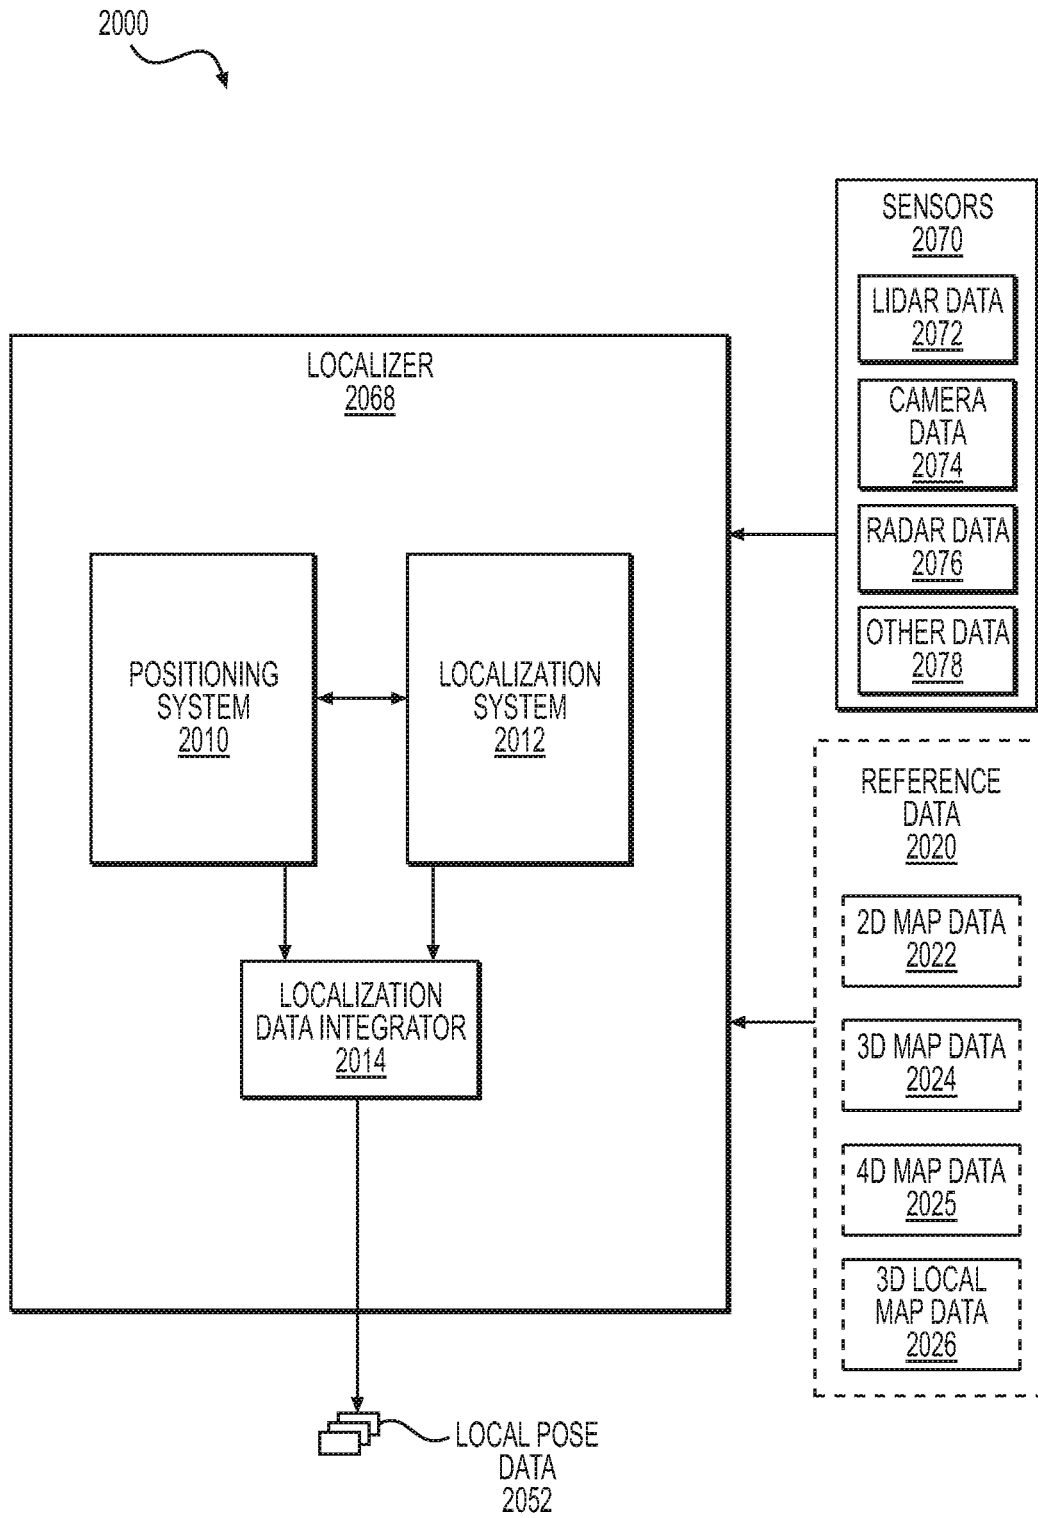 2000
SENSORS
2070
LIDAR DATA
2072
CAMERA
DATA
2074
RADAR DATA
2076
OTHER DATA
2078
LOCALIZER
2068
POSITIONING
SYSTEM
2010
LOCALIZATION
SYSTEM
2012
LOCALIZATION
DATA INTEGRATOR
2014
REFERENCE
DATA
2020
2D MAP DATA
2022
3D MAP DATA
2024
4D MAP DATA
2025
3D LOCAL
MAP DATA
2026
LOCAL POSE
DATA
2052